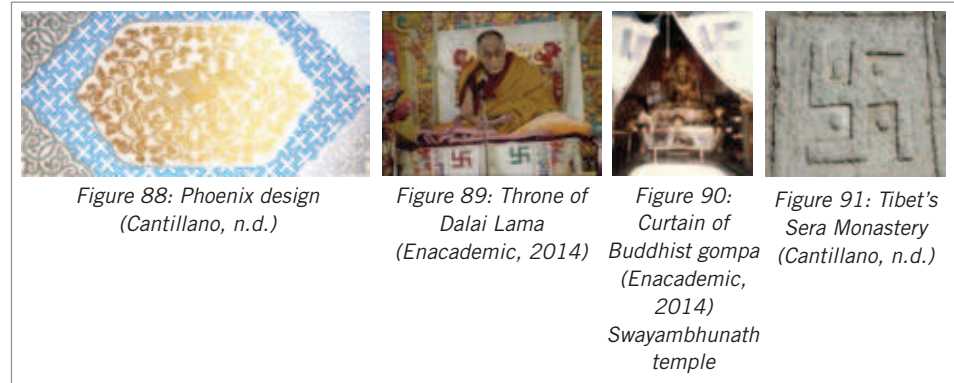 Figure 88: Phoenix design
(Cantillano, n.d.)
Figure 89: Throne of
Dalai Lama
(Enacademic, 2014)
Figure 90:
Curtain of
Buddhist gompa
(Enacademic,
2014)
Swayambhunath
temple
Figure 91: Tibet’s
Sera Monastery
(Cantillano, n.d.)